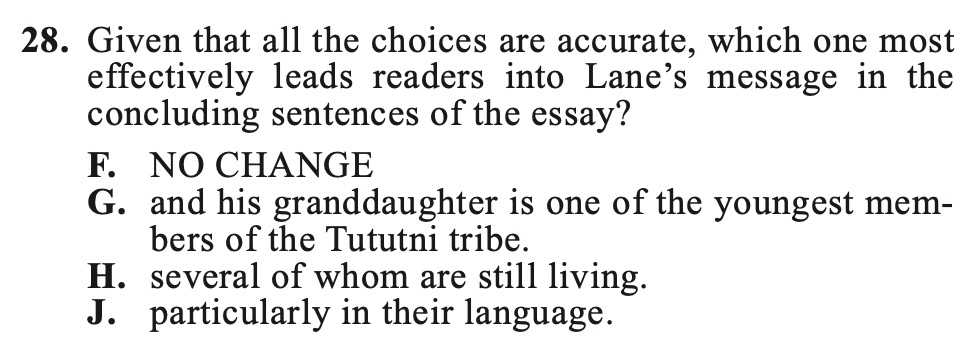 28. Given that all the choices are accurate, which one most
effectively leads readers into Lane's message in the
concluding sentences of the essay?
F. NO CHANGE
G. and his granddaughter is one of the youngest mem-
bers of the Tututni tribe.
H. several of whom are still living.
J. particularly in their language.